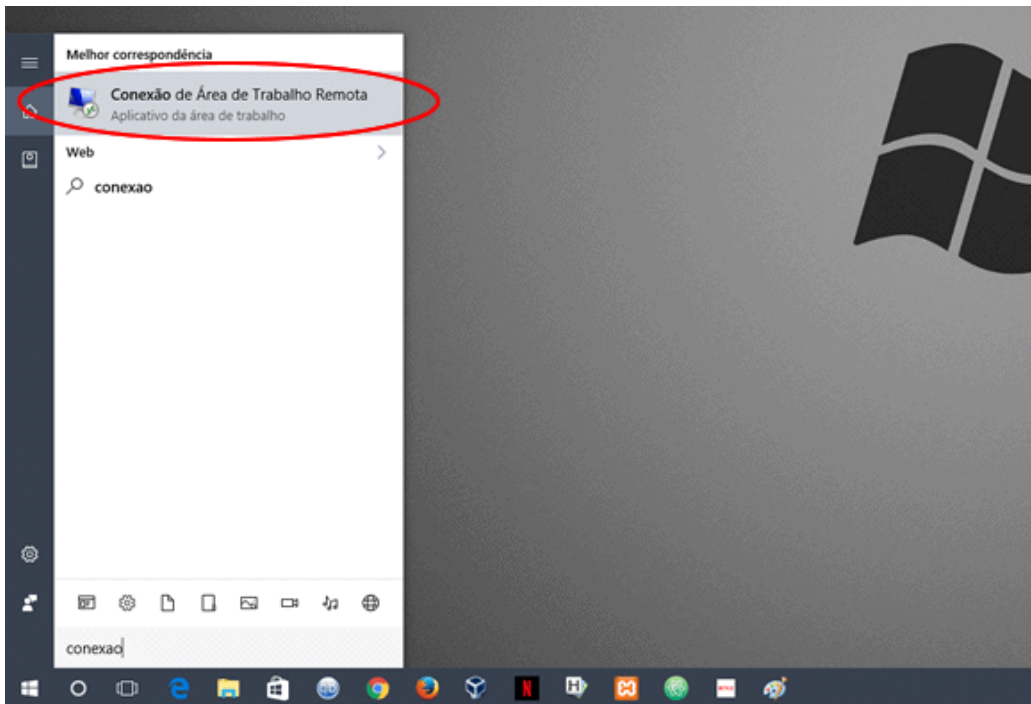 Melhor correspondência
Conexão de Área de Trabalho Remota
Aplicativo da área de trabalho
Web
conexao
conexao